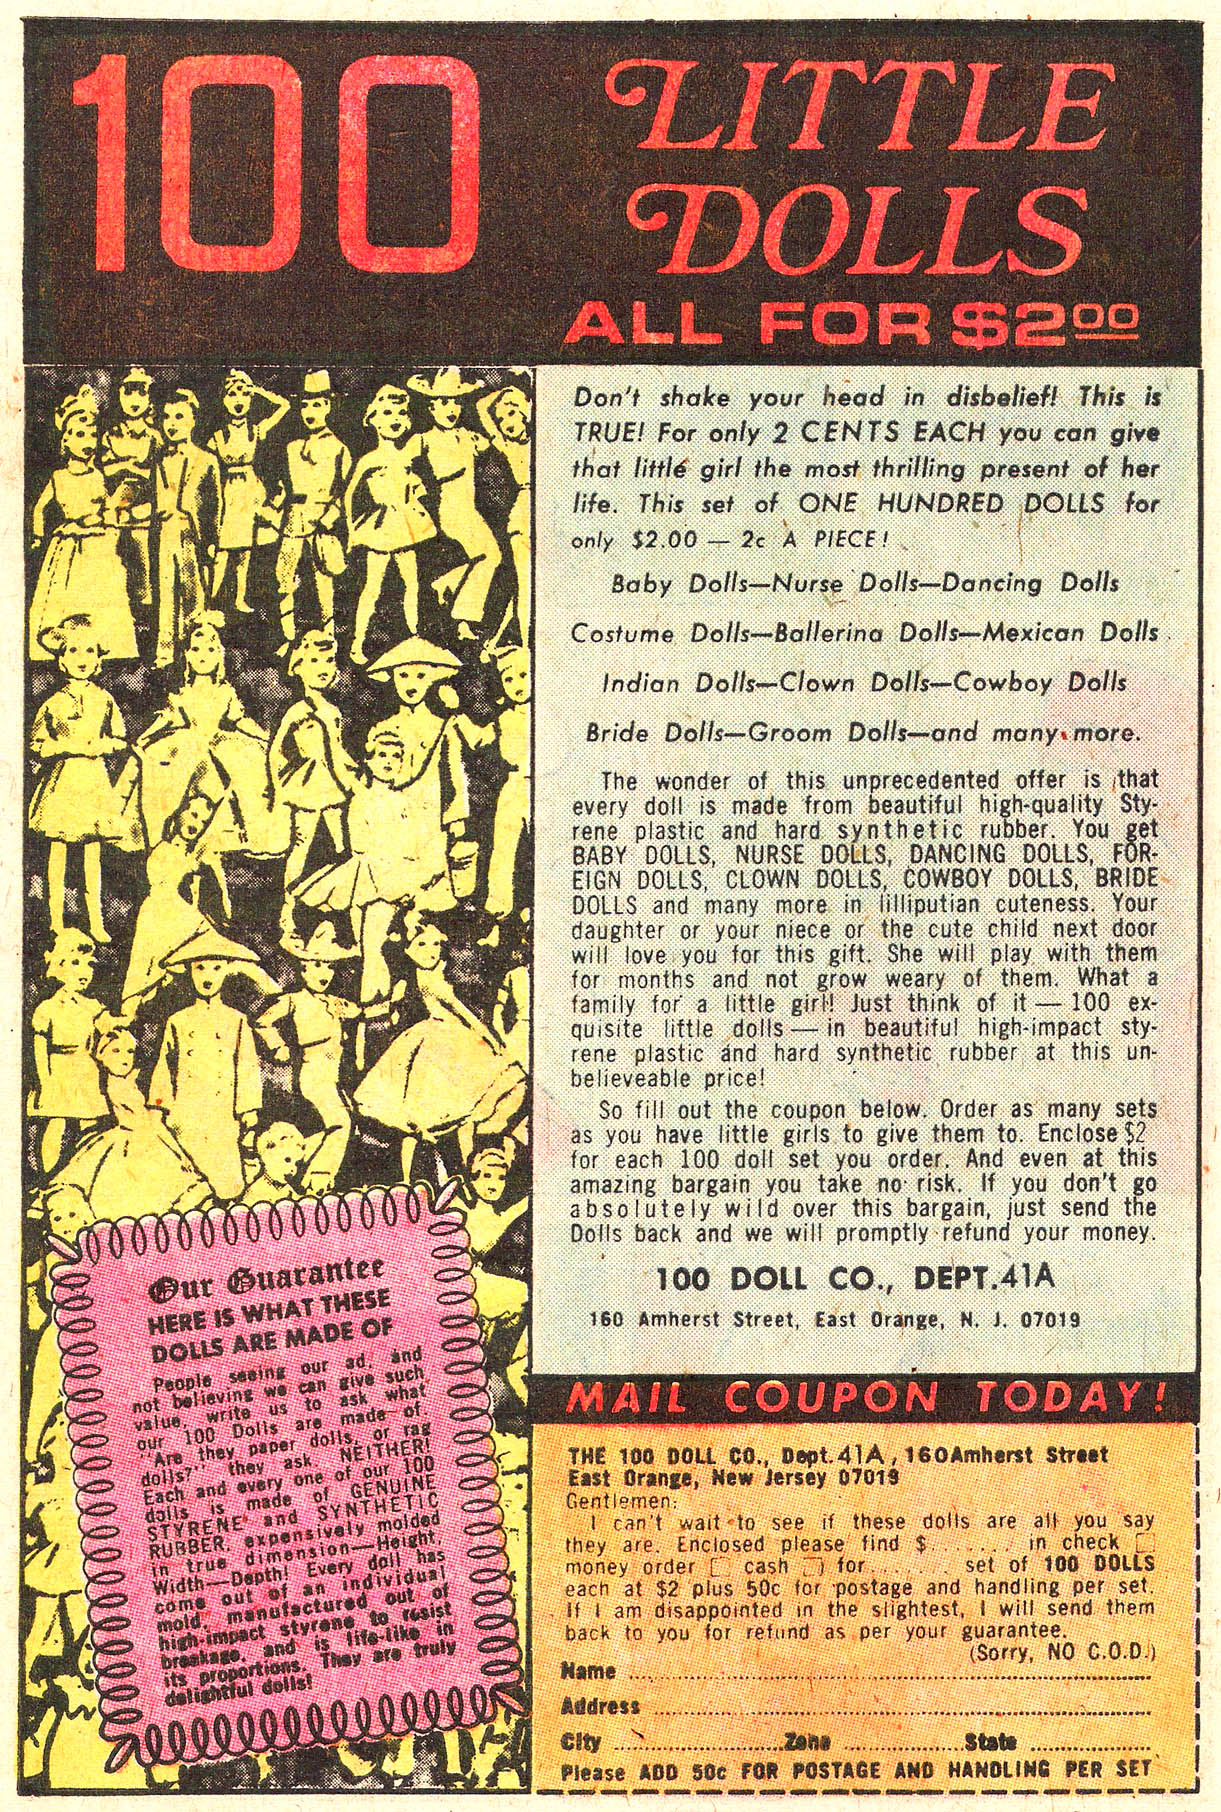 100
LITTLE
DOLLS
ALL FOR $2.00
Don't shake your head in disbelief! This is
TRUE! For only 2 CENTS EACH you can give
that little girl the most thrilling present of her
life. This set of ONE HUNDRED DOLLS for
only $2.00 — 2c A PIECE!
Baby Dolls—Nurse Dolls—Dancing Dolls
Costume Dolls—Ballerina Dolls—Mexican Dolls
Indian Dolls—Clown Dolls—Cowboy Dolls
Bride Dolls—Groom Dolls—and many more.
The wonder of this unprecedented offer is that
every doll is made from beautiful high-quality Sty-
rene plastic and hard synthetic rubber. You get
BABY DOLLS, NURSE DOLLS, DANCING DOLLS, FOR-
EIGN DOLLS, CLOWN DOLLS, COWBOY DOLLS, BRIDE
DOLLS and many more in lilliputian cuteness. Your
daughter or your niece or the cute child next door
will love you for this gift. She will play with them
for months and not grow weary of them. What a
family for a little girl! Just think of it — 100 ex-
quisite little dolls — in beautiful high-impact sty-
rene plastic and hard synthetic rubber at this un-
believeable price!
So fill out the coupon below. Order as many sets
as you have little girls to give them to. Enclose $2
for each 100 doll set you order. And even at this
amazing bargain you take no risk. If you don't go
absolutely wild over this bargain, just send the
Dolls back and we will promptly refund your money.
100 DOLL CO., DEPT. 41A
160 Amherst Street, East Orange, N. J. 07019
Our Guarantee
HERE IS WHAT THESE
DOLLS ARE MADE OF
People seeing our ad, and
not believing we can give such
value, write us to ask what
our 100 Dolls are made of.
"Are they paper dolls, or rag
dolls?" they ask. NEITHER!
Each and every one of our 100
dolls is made of GENUINE
STYRENE and SYNTHETIC
RUBBER, expensively molded
in true dimension—Height,
Width—Depth! Every doll has
come out of an individual
mold, manufactured out of
high-impact styrene to resist
breakage, and is life-like in
its proportions. They are truly
delightful dolls!
MAIL COUPON TODAY!
THE 100 DOLL CO., Dept. 41A, 160 Amherst Street
East Orange, New Jersey 07019
Gentlemen:
I can't wait to see if these dolls are all you say
they are. Enclosed please find $....... in check □
money order □ cash □ for....... set of 100 DOLLS
each at $2 plus 50c for postage and handling per set.
If I am disappointed in the slightest, I will send them
back to you for refund as per your guarantee.
(Sorry, NO C.O.D.)
Name
Address
City ........ Zone ........ State ........
Please ADD 50c FOR POSTAGE AND HANDLING PER SET